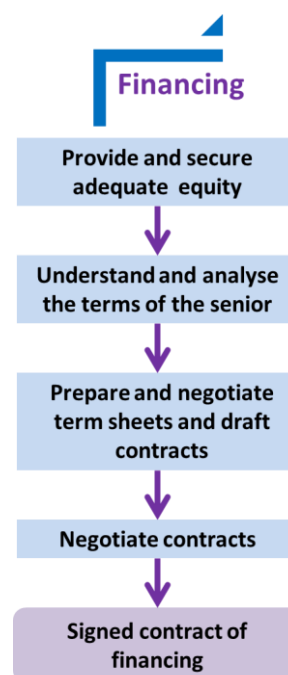 Financing
Provide and secure
adequate equity
Understand and analyse
the terms of the senior
Prepare and negotiate
term sheets and draft
contracts
Negotiate contracts
Signed contract of
financing